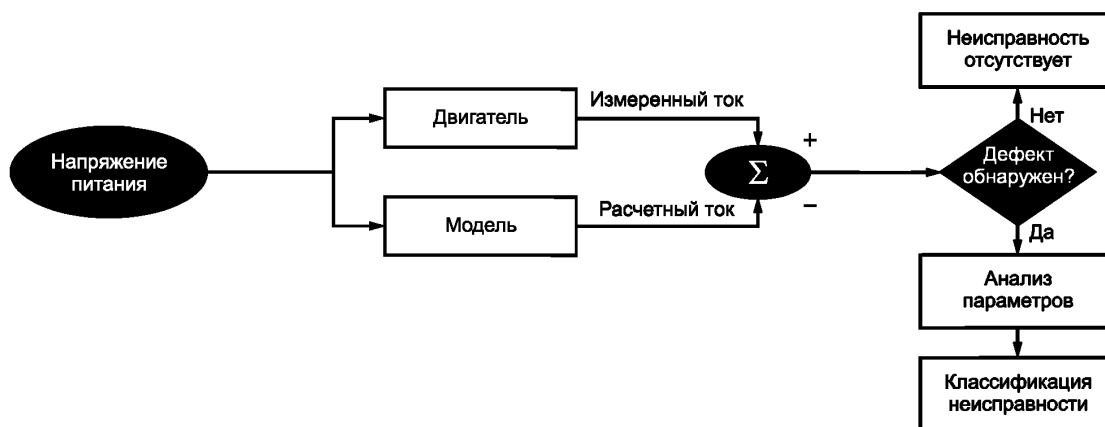 Напряжение
питания
Двигатель
Измеренный ток
Модель
Расчетный ток
Σ
+
−
Дефект
обнаружен?
Нет
Неисправность
отсутствует
Да
Анализ
параметров
Классификация
неисправности